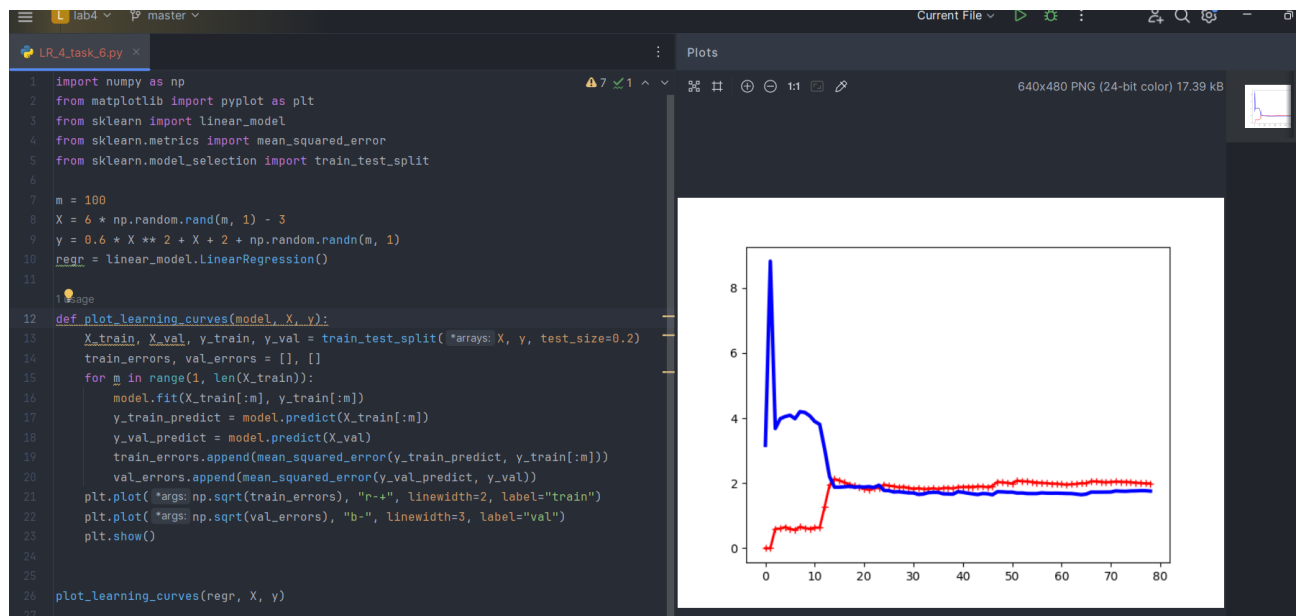 L lab4 master Current File
LR_4_task_6.py
Plots
7 1
1:1 640x480 PNG (24-bit color) 17.39 kB
1 import numpy as np
2 from matplotlib import pyplot as plt
3 from sklearn import linear_model
4 from sklearn.metrics import mean_squared_error
5 from sklearn.model_selection import train_test_split
6
7 m = 100
8 X = 6 * np.random.rand(m, 1) - 3
9 y = 0.6 * X ** 2 + X + 2 + np.random.randn(m, 1)
10 regr = linear_model.LinearRegression()
11
1 usage
12 def plot_learning_curves(model, X, y):
13 X_train, X_val, y_train, y_val = train_test_split( *arrays: X, y, test_size=0.2)
14 train_errors, val_errors = [], []
15 for m in range(1, len(X_train)):
16 model.fit(X_train[:m], y_train[:m])
17 y_train_predict = model.predict(X_train[:m])
18 y_val_predict = model.predict(X_val)
19 train_errors.append(mean_squared_error(y_train_predict, y_train[:m]))
20 val_errors.append(mean_squared_error(y_val_predict, y_val))
21 plt.plot( *args: np.sqrt(train_errors), "r-+", linewidth=2, label="train")
22 plt.plot( *args: np.sqrt(val_errors), "b-", linewidth=3, label="val")
23 plt.show()
24
25
26 plot_learning_curves(regr, X, y)
27
8
6
4
2
0
0 10 20 30 40 50 60 70 80